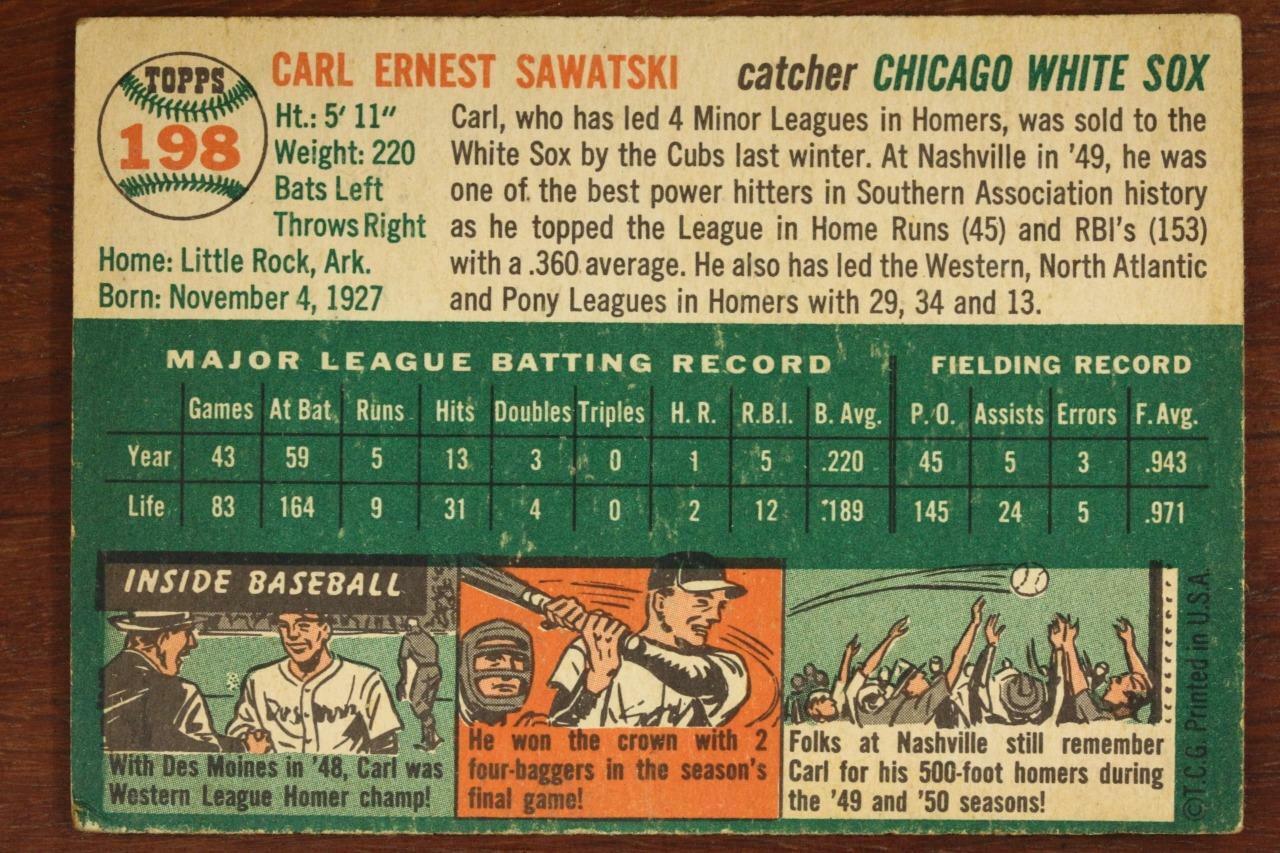 TOPPS
198
CARL ERNEST SAWATSKI catcher CHICAGO WHITE SOX
Ht.: 5' 11"
Weight: 220
Bats Left
Throws Right
Home: Little Rock, Ark.
Born: November 4, 1927
Carl, who has led 4 Minor Leagues in Homers, was sold to the
White Sox by the Cubs last winter. At Nashville in '49, he was
one of the best power hitters in Southern Association history
as he topped the League in Home Runs (45) and RBI's (153)
with a .360 average. He also has led the Western, North Atlantic
and Pony Leagues in Homers with 29, 34 and 13.
MAJOR LEAGUE BATTING RECORD FIELDING RECORD
Games At Bat Runs Hits Doubles Triples H. R. R.B.I. B. Avg. P. O. Assists Errors F. Avg.
Year 43 59 5 13 3 0 1 5 .220 45 5 3 .943
Life 83 164 9 31 4 0 2 12 .189 145 24 5 .971
INSIDE BASEBALL
With Des Moines in '48, Carl was
Western League Homer champ!
He won the crown with 2
four-baggers in the season's
final game!
Folks at Nashville still remember
Carl for his 500-foot homers during
the '49 and '50 seasons!
©T.C.G. Printed in U.S.A.